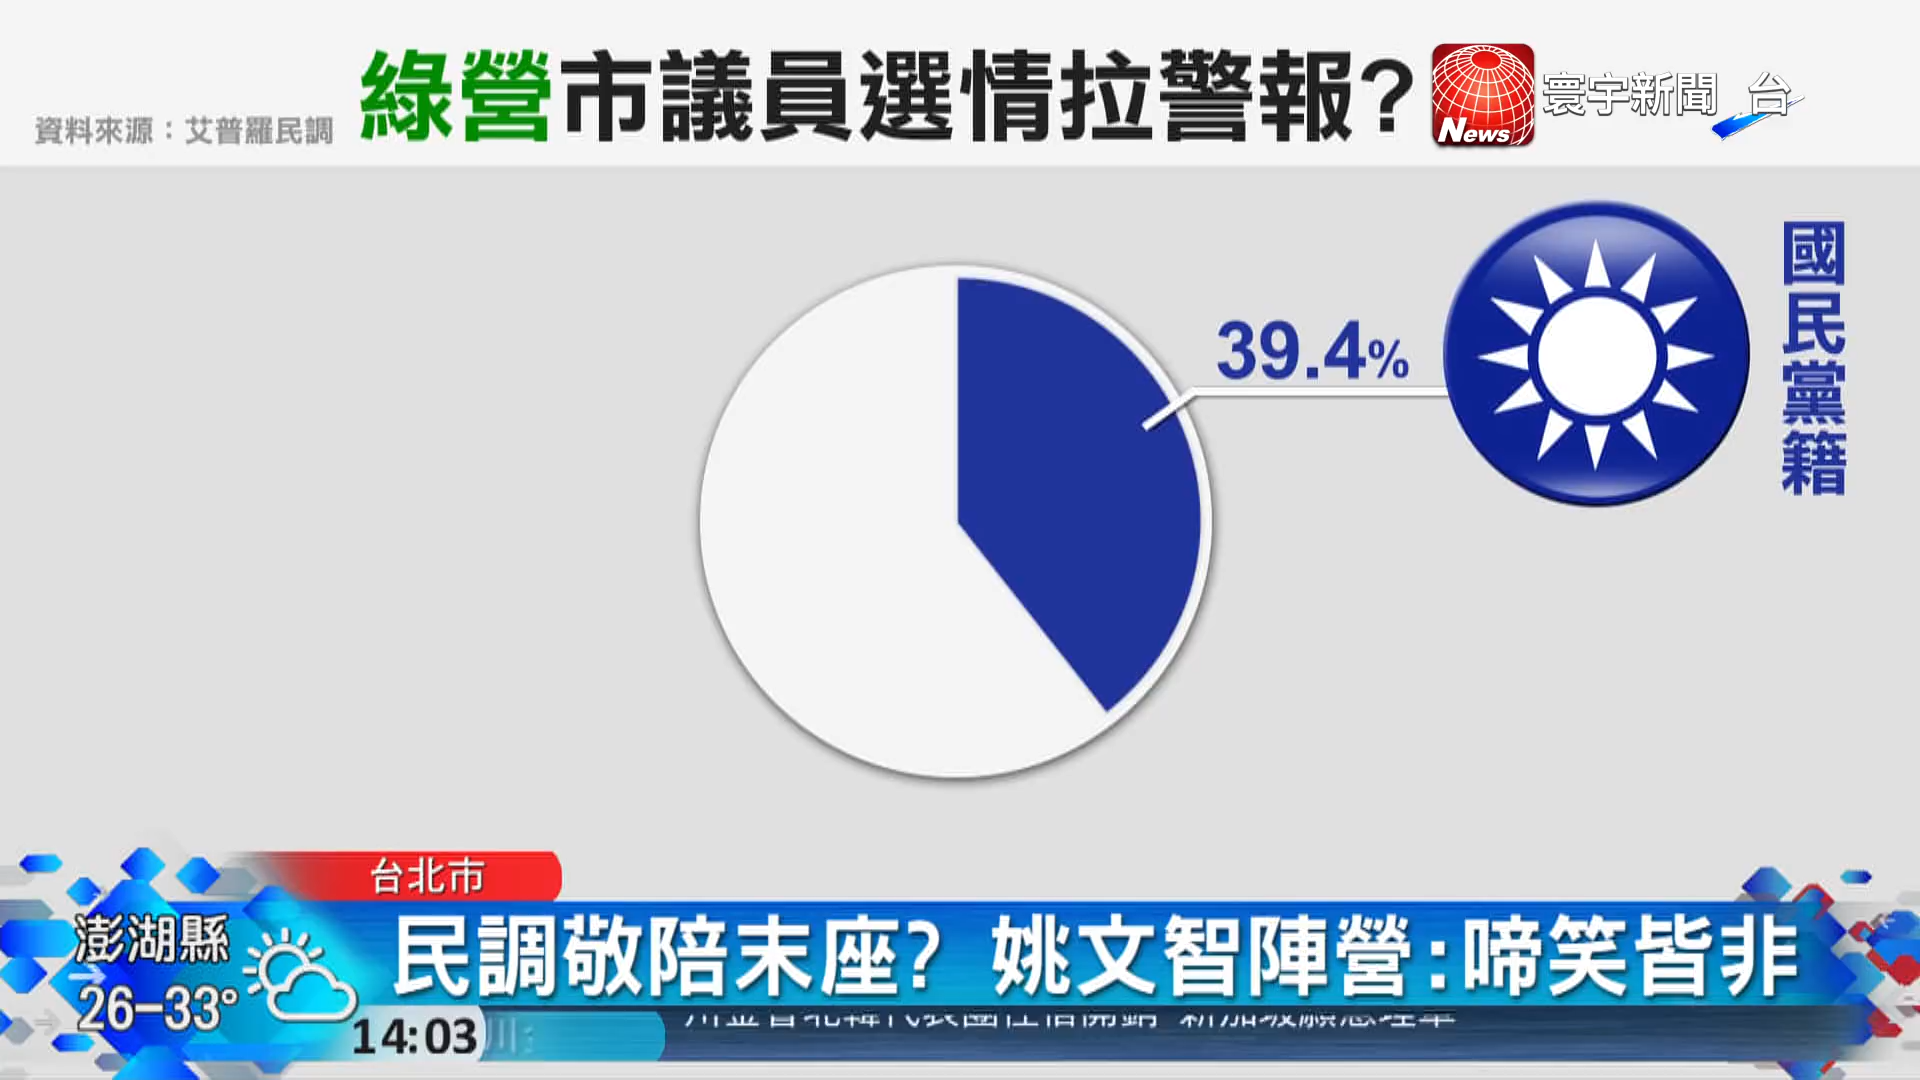 綠營市議員選情拉警報?
資料來源：艾普羅民調
News
寰宇新聞 台
39.4%
國民黨籍
台北市
民調敬陪末座? 姚文智陣營:啼笑皆非
澎湖縣
26-33°
14:03